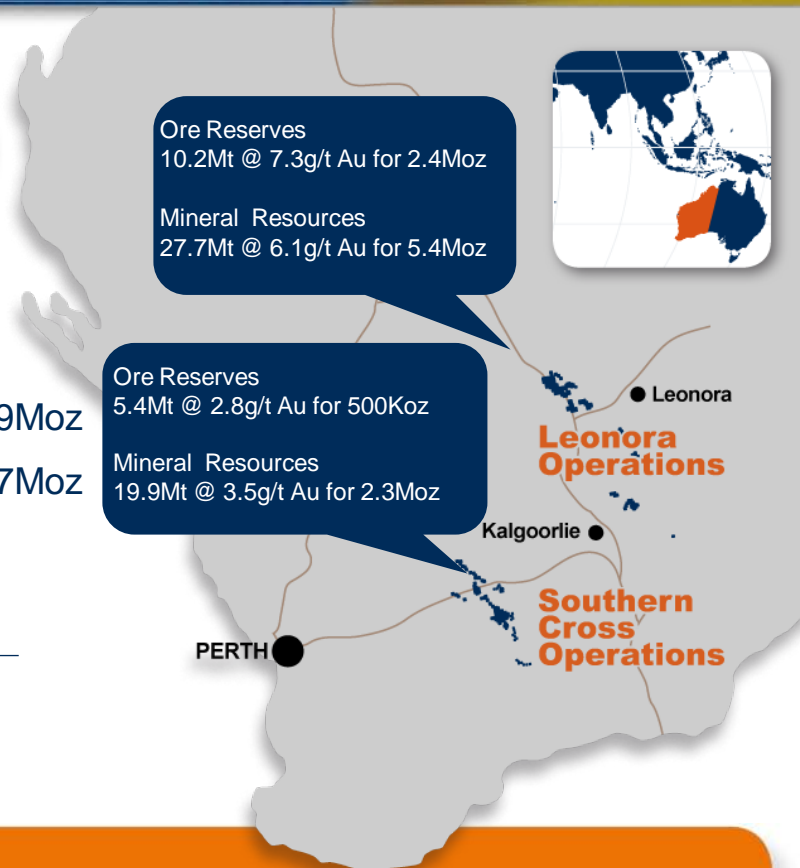 Ore Reserves
10.2Mt @ 7.3g/t Au for 2.4Moz
Mineral Resources
27.7Mt @ 6.1g/t Au for 5.4Moz
Ore Reserves
5.4Mt @ 2.8g/t Au for 500Koz
Mineral Resources
19.9Mt @ 3.5g/t Au for 2.3Moz
9Moz
7Moz
Leonora
Leonora
Operations
Kalgoorlie
Southern
Cross
Operations
PERTH